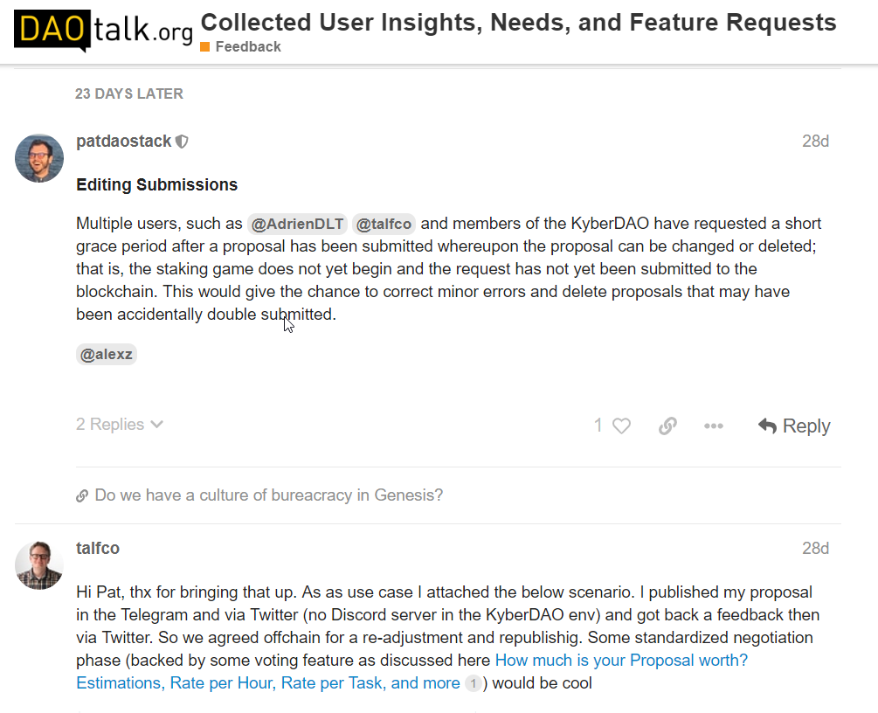 DAOtalk.org Collected User Insights, Needs, and Feature Requests
Feedback
23 DAYS LATER
patdaostack 28d
Editing Submissions
Multiple users, such as @AdrienDLT @talfco and members of the KyberDAO have requested a short
grace period after a proposal has been submitted whereupon the proposal can be changed or deleted;
that is, the staking game does not yet begin and the request has not yet been submitted to the
blockchain. This would give the chance to correct minor errors and delete proposals that may have
been accidentally double submitted.
@alexz
2 Replies 1 Reply
Do we have a culture of bureaucracy in Genesis?
talfco 28d
Hi Pat, thx for bringing that up. As as use case I attached the below scenario. I published my proposal
in the Telegram and via Twitter (no Discord server in the KyberDAO env) and got back a feedback then
via Twitter. So we agreed offchain for a re-adjustment and republishig. Some standardized negotiation
phase (backed by some voting feature as discussed here How much is your Proposal worth?
Estimations, Rate per Hour, Rate per Task, and more 1 ) would be cool